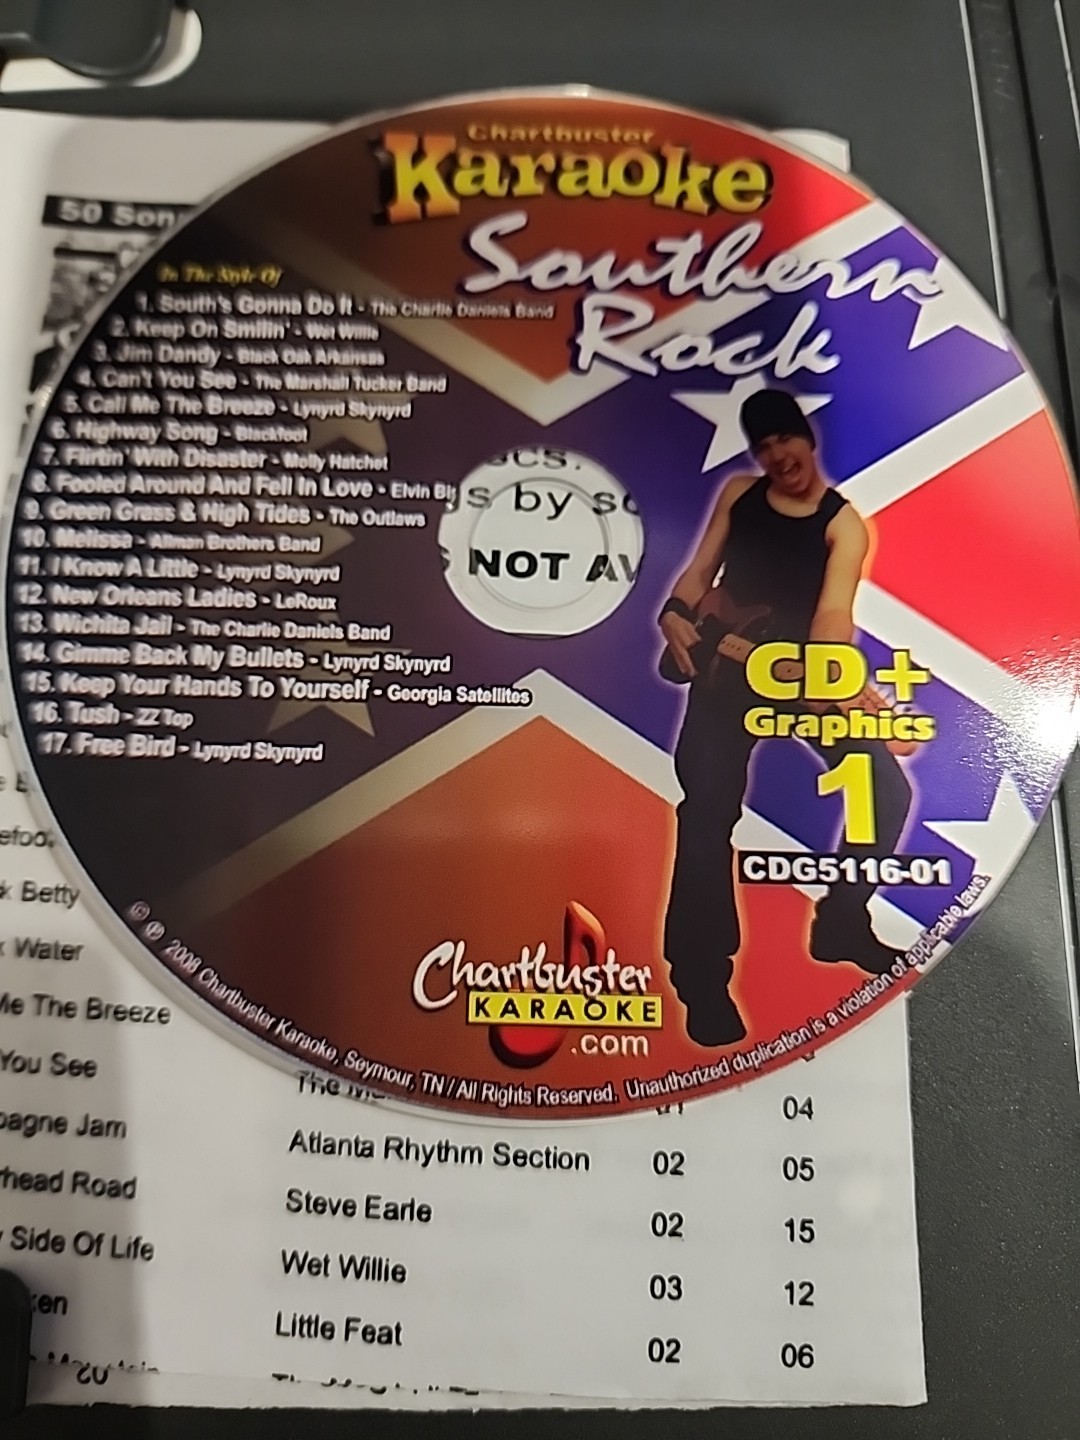 50 Son
Chartbuster
Karaoke
Southern
Rock
In The Style Of
1. South's Gonna Do It - The Charlie Daniels Band
2. Keep On Smilin' - Wet Willie
3. Jim Dandy - Black Oak Arkansas
4. Can't You See - The Marshall Tucker Band
5. Call Me The Breeze - Lynyrd Skynyrd
6. Highway Song - Blackfoot
7. Flirtin' With Disaster - Molly Hatchet
8. Fooled Around And Fell In Love - Elvin Bi
9. Green Grass & High Tides - The Outlaws
10. Melissa - Allman Brothers Band
11. I Know A Little - Lynyrd Skynyrd
12. New Orleans Ladies - LeRoux
13. Wichita Jail - The Charlie Daniels Band
14. Gimme Back My Bullets - Lynyrd Skynyrd
15. Keep Your Hands To Yourself - Georgia Satellites
16. Tush - ZZ Top
17. Free Bird - Lynyrd Skynyrd
scs.
s by so
NOT AV
CD+
Graphics
1
CDG5116-01
Chartbuster
KARAOKE
.com
© ℗ 2008 Chartbuster Karaoke, Seymour, TN / All Rights Reserved. Unauthorized duplication is a violation of applicable laws.
efoot
k Betty
k Water
Me The Breeze
You See The 04
pagne Jam Atlanta Rhythm Section 02 05
rhead Road Steve Earle 02 15
y Side Of Life Wet Willie 03 12
ken Little Feat 02 06